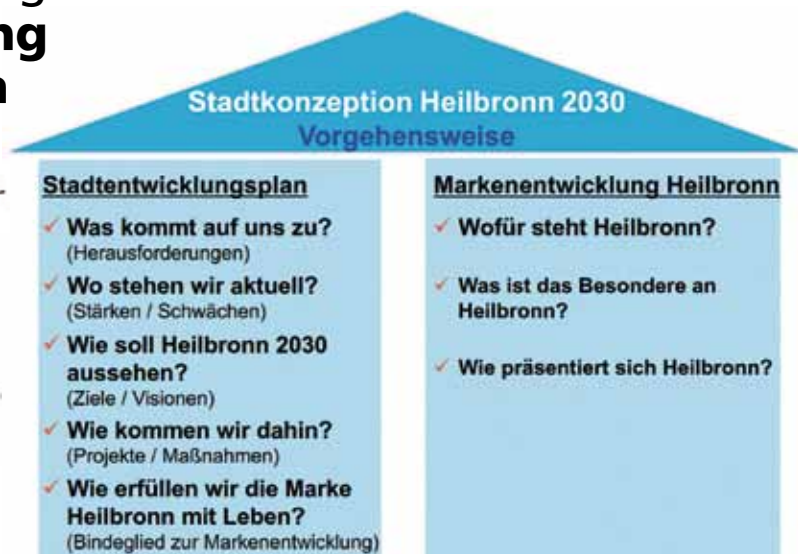 ng
Stadtkonzeption Heilbronn 2030
Vorgehensweise
Stadtentwicklungsplan
✓ Was kommt auf uns zu?
(Herausforderungen)
✓ Wo stehen wir aktuell?
(Stärken / Schwächen)
✓ Wie soll Heilbronn 2030
aussehen?
(Ziele / Visionen)
✓ Wie kommen wir dahin?
(Projekte / Maßnahmen)
✓ Wie erfüllen wir die Marke
Heilbronn mit Leben?
(Bindeglied zur Markenentwicklung)
Markenentwicklung Heilbronn
✓ Wofür steht Heilbronn?
✓ Was ist das Besondere an
Heilbronn?
✓ Wie präsentiert sich Heilbronn?